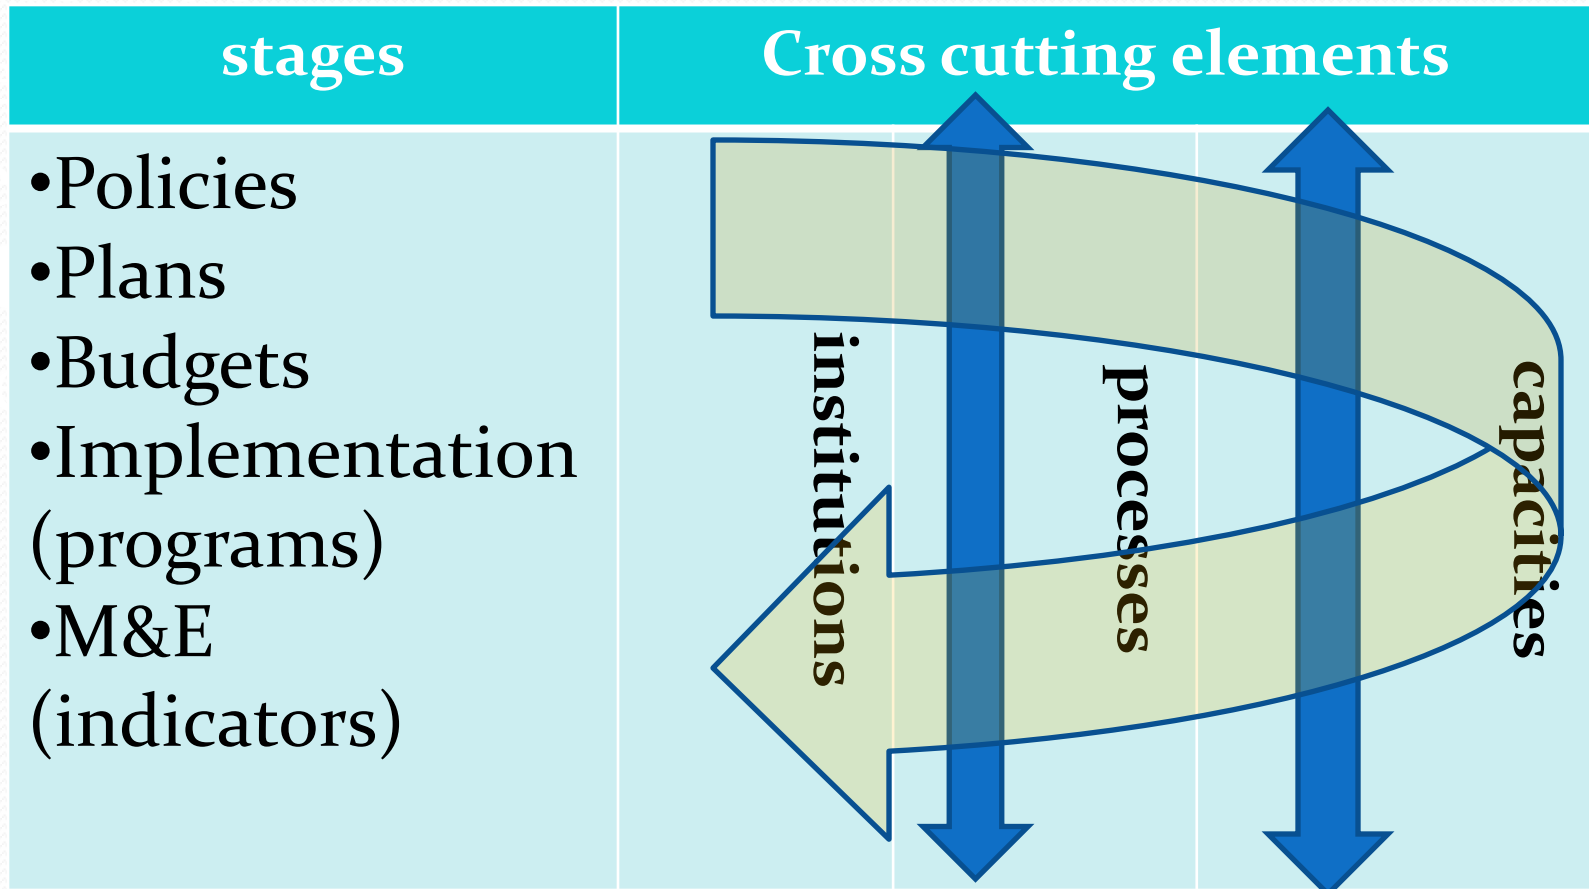 stages
Cross cutting elements
•Policies
•Plans
•Budgets
•Implementation
(programs)
•M&E
(indicators)
institutions
processes
capacities